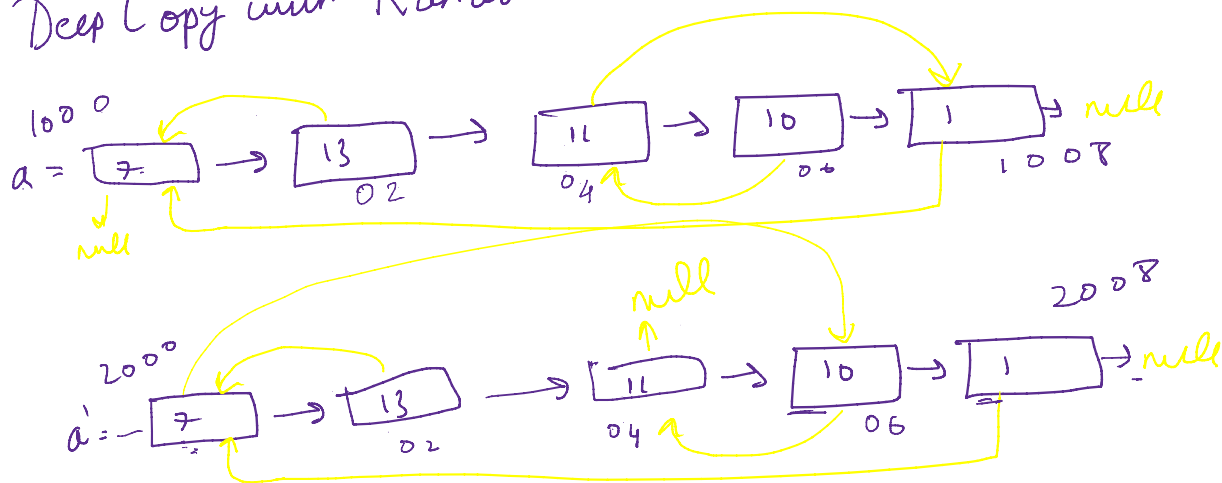 Deep Copy with
1000
a = 7 → 13 → 11 → 10 → 1 → null
02 04 06 1008
null
null
2000 2008
a' = 7 → 13 → 11 → 10 → 1 → null
02 04 06